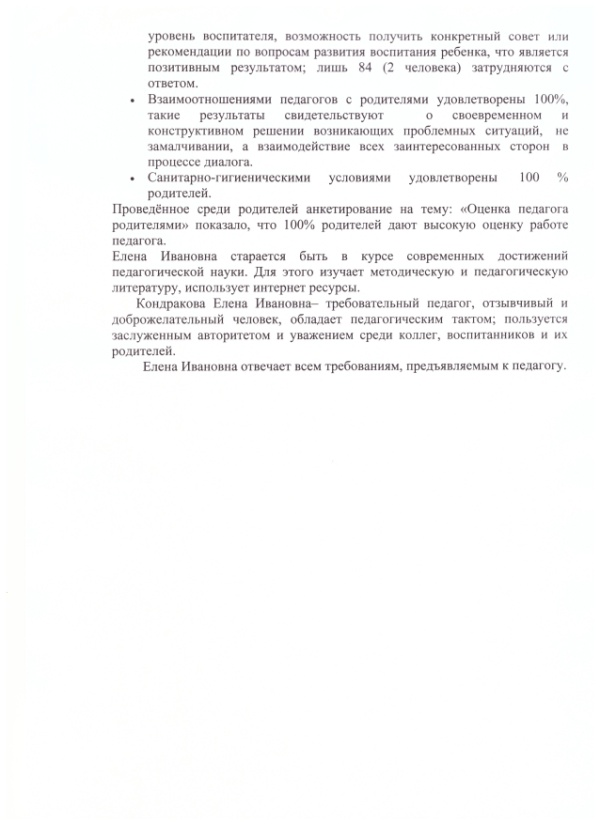 уровень воспитателя, возможность получить конкретный совет или
рекомендации по вопросам развития воспитания ребенка, что является
позитивным результатом; лишь 84 (2 человека) затрудняются с
ответом.
• Взаимоотношениями педагогов с родителями удовлетворены 100%,
такие результаты свидетельствуют о своевременном и
конструктивном решении возникающих проблемных ситуаций, не
замалчивании, а взаимодействие всех заинтересованных сторон в
процессе диалога.
• Санитарно-гигиеническими условиями удовлетворены 100 %
родителей.
Проведённое среди родителей анкетирование на тему: «Оценка педагога
родителями» показало, что 100% родителей дают высокую оценку работе
педагога.
Елена Ивановна старается быть в курсе современных достижений
педагогической науки. Для этого изучает методическую и педагогическую
литературу, использует интернет ресурсы.
Кондракова Елена Ивановна– требовательный педагог, отзывчивый и
доброжелательный человек, обладает педагогическим тактом; пользуется
заслуженным авторитетом и уважением среди коллег, воспитанников и их
родителей.
Елена Ивановна отвечает всем требованиям, предъявляемым к педагогу.